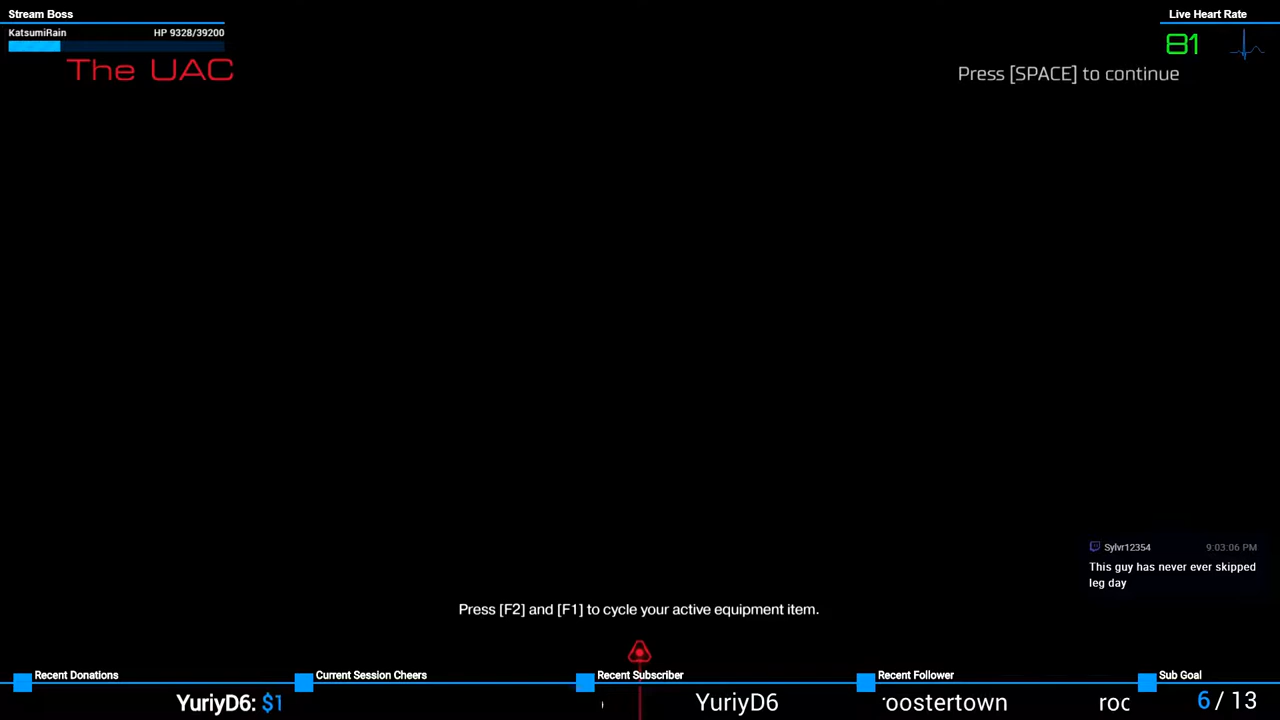 Stream Boss
KatsumiRain HP 9328/39200
The UAC
Live Heart Rate
81
Press [SPACE] to continue
Sylvr12354 9:03:06 PM
This guy has never ever skipped
leg day
Press [F2] and [F1] to cycle your active equipment item.
Recent Donations
YuriyD6: $1
Current Session Cheers
Recent Subscriber
YuriyD6
Recent Follower
roostertown roo
Sub Goal
6 / 13